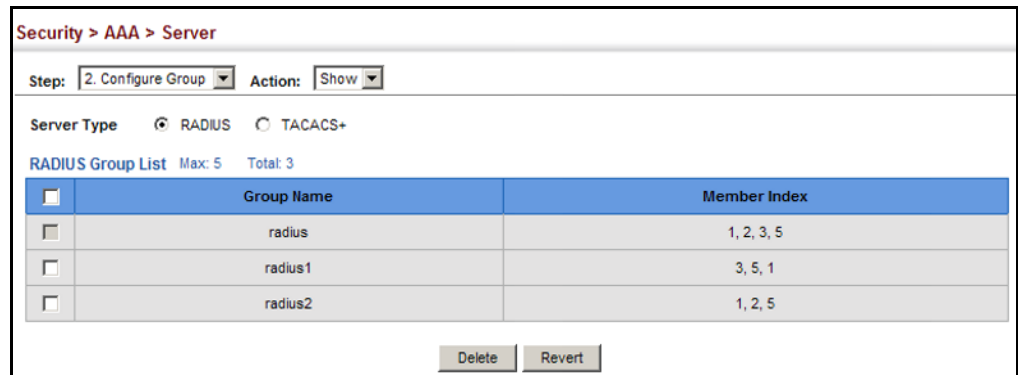 Security > AAA > Server
Step: 2. Configure Group Action: Show
Server Type RADIUS TACACS+
RADIUS Group List Max: 5 Total: 3
Group Name Member Index
radius 1, 2, 3, 5
radius1 3, 5, 1
radius2 1, 2, 5
Delete Revert